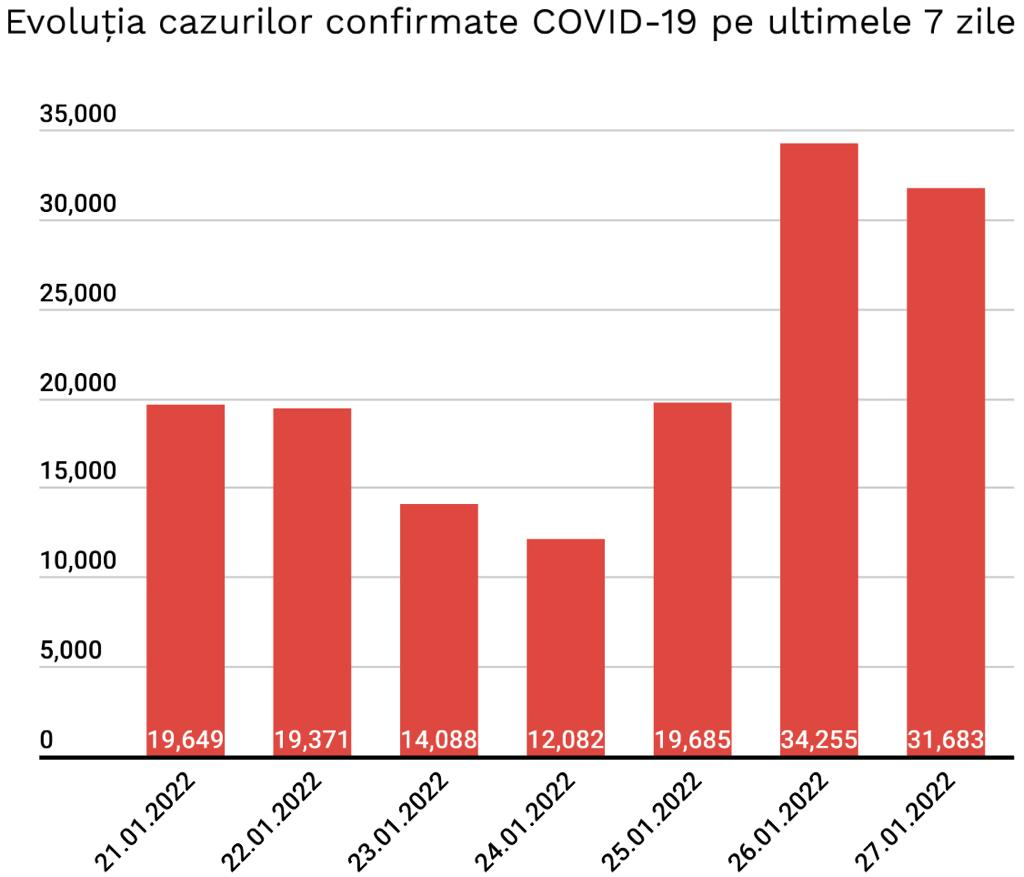 Evoluția cazurilor confirmate COVID-19 pe ultimele 7 zile
35,000
30,000
25,000
20,000
15,000
10,000
5,000
0
19,649 19,371 14,088 12,082 19,685 34,255 31,683
21.01.2022 22.01.2022 23.01.2022 24.01.2022 25.01.2022 26.01.2022 27.01.2022